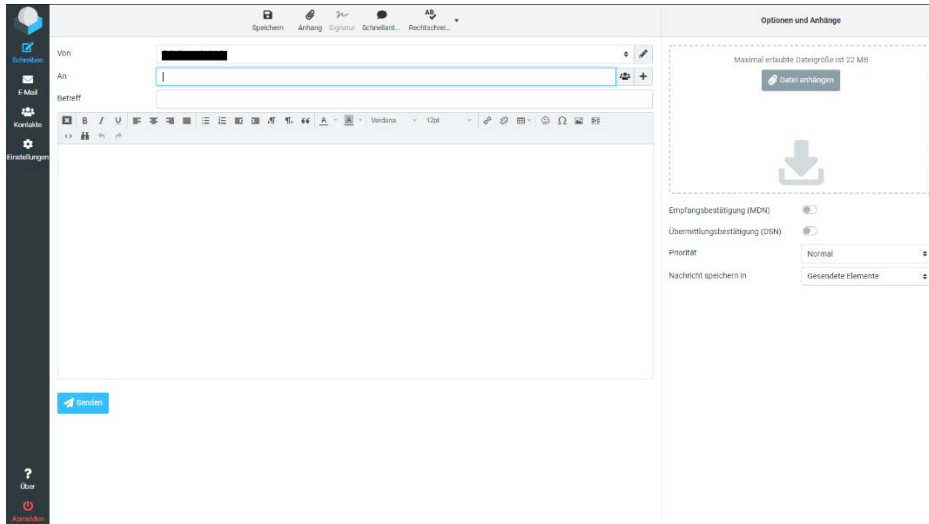 Schreiben
E-Mail
Kontakte
Einstellungen
Über
Abmelden
Speichern Anhang Signatur Schnellant... Rechtschrei...
Von
An
Betreff
B I U Verdana 12pt
Senden
Optionen und Anhänge
Maximal erlaubte Dateigröße ist 22 MB
Datei anhängen
Empfangsbestätigung (MDN)
Übermittlungsbestätigung (DSN)
Priorität Normal
Nachricht speichern in Gesendete Elemente